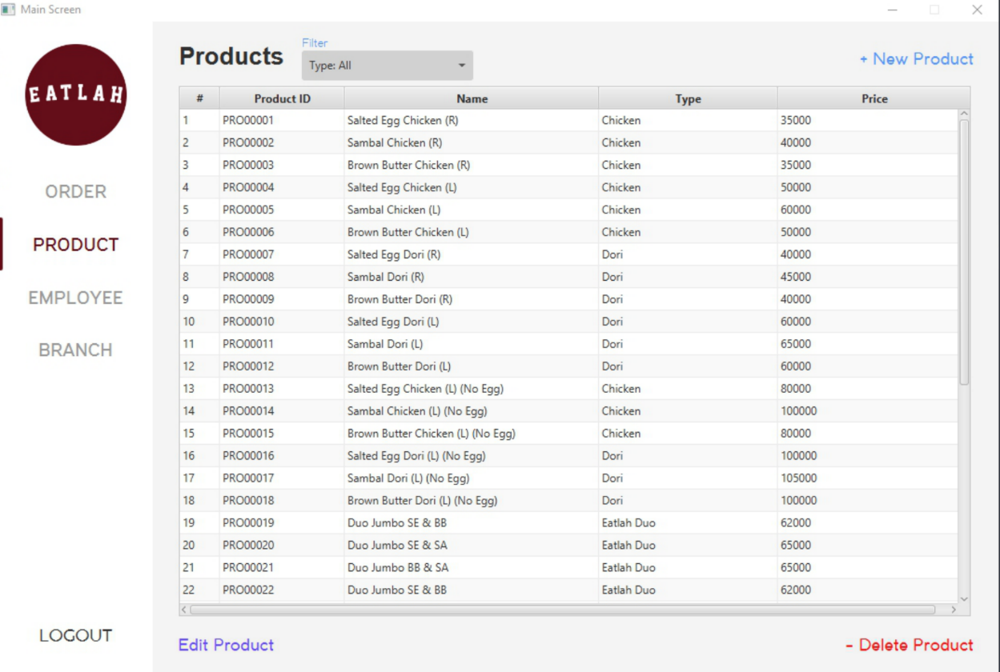 Main Screen
EATLAH
ORDER
PRODUCT
EMPLOYEE
BRANCH
LOGOUT
Products
Filter
Type: All
+ New Product
# Product ID Name Type Price
1 PRO00001 Salted Egg Chicken (R) Chicken 35000
2 PRO00002 Sambal Chicken (R) Chicken 40000
3 PRO00003 Brown Butter Chicken (R) Chicken 35000
4 PRO00004 Salted Egg Chicken (L) Chicken 50000
5 PRO00005 Sambal Chicken (L) Chicken 60000
6 PRO00006 Brown Butter Chicken (L) Chicken 50000
7 PRO00007 Salted Egg Dori (R) Dori 40000
8 PRO00008 Sambal Dori (R) Dori 45000
9 PRO00009 Brown Butter Dori (R) Dori 40000
10 PRO00010 Salted Egg Dori (L) Dori 60000
11 PRO00011 Sambal Dori (L) Dori 65000
12 PRO00012 Brown Butter Dori (L) Dori 60000
13 PRO00013 Salted Egg Chicken (L) (No Egg) Chicken 80000
14 PRO00014 Sambal Chicken (L) (No Egg) Chicken 100000
15 PRO00015 Brown Butter Chicken (L) (No Egg) Chicken 80000
16 PRO00016 Salted Egg Dori (L) (No Egg) Dori 100000
17 PRO00017 Sambal Dori (L) (No Egg) Dori 105000
18 PRO00018 Brown Butter Dori (L) (No Egg) Dori 100000
19 PRO00019 Duo Jumbo SE & BB Eatlah Duo 62000
20 PRO00020 Duo Jumbo SE & SA Eatlah Duo 65000
21 PRO00021 Duo Jumbo BB & SA Eatlah Duo 65000
22 PRO00022 Duo Jumbo SE & BB Eatlah Duo 62000
Edit Product
- Delete Product